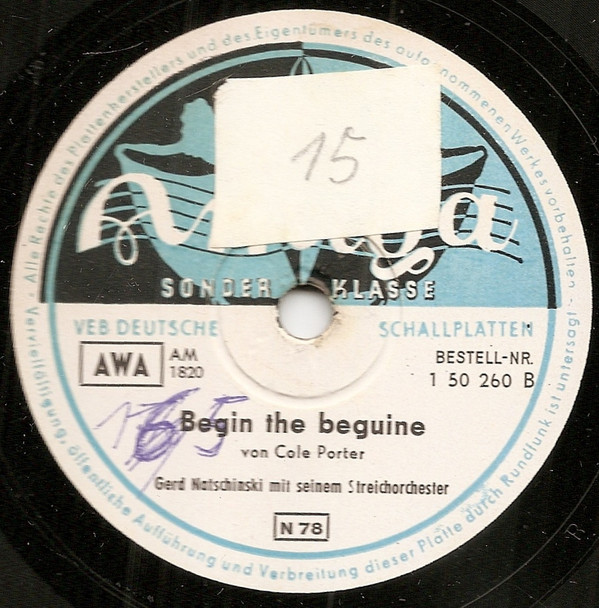 Alle Rechte des Plattenherstellers und des Eigentümers des aufgenommenen Werkes vorbehalten
15
Amiga
SONDER KLASSE
VEB DEUTSCHE SCHALLPLATTEN
AWA
AM
1820
BESTELL-NR.
1 50 260 B
Begin the beguine
von Cole Porter
Gerd Natschinski mit seinem Streichorchester
N 78
Vervielfältigung, öffentliche Aufführung und Verbreitung dieser Platte durch Rundfunk ist untersagt